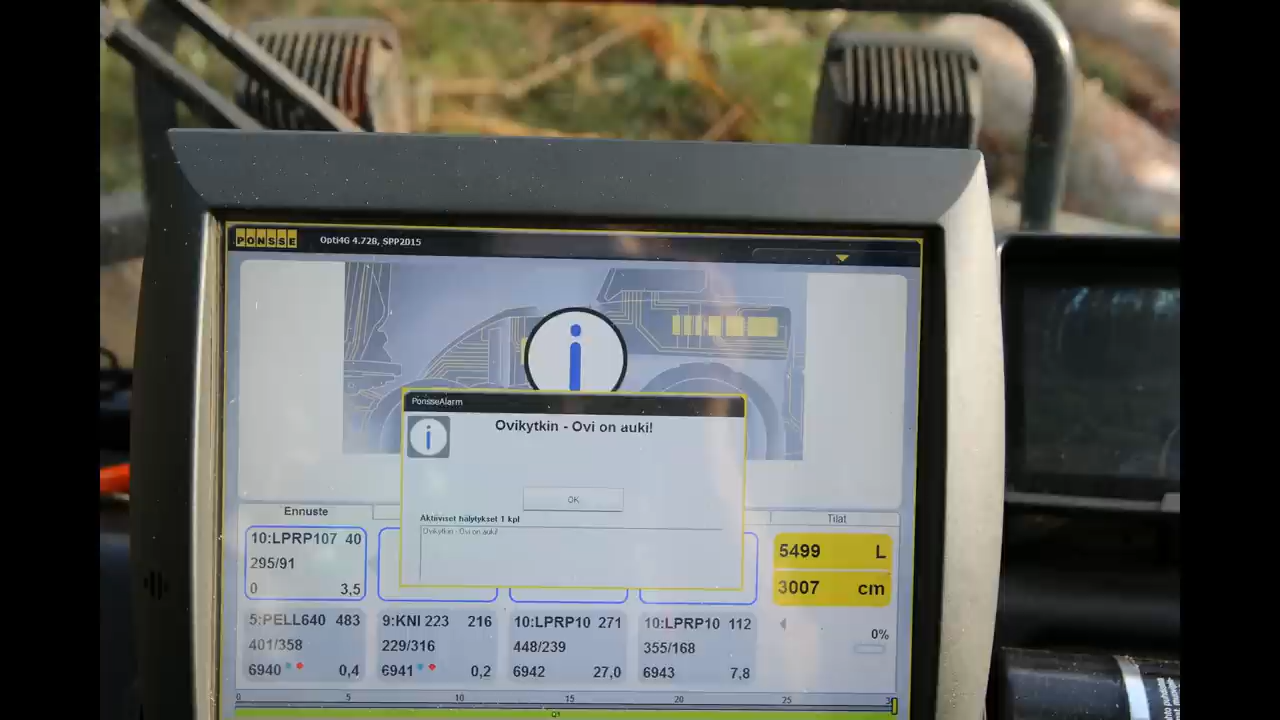 PONSSE Opti4G 4.728, SPP2015
PonsseAlarm
Ovikytkin - Ovi on auki!
OK
Aktiiviset hälytykset 1 kpl
Ovikytkin - Ovi on auki!
Ennuste
Tilat
10:LPRP107 40
295/91
0 3,5
5499 L
3007 cm
5:PELL640 483
401/358
6940 0,4
9:KNI 223 216
229/316
6941 0,2
10:LPRP10 271
448/239
6942 27,0
10:LPRP10 112
355/168
6943 7,8
0%
0 5 10 15 20 25
Q1